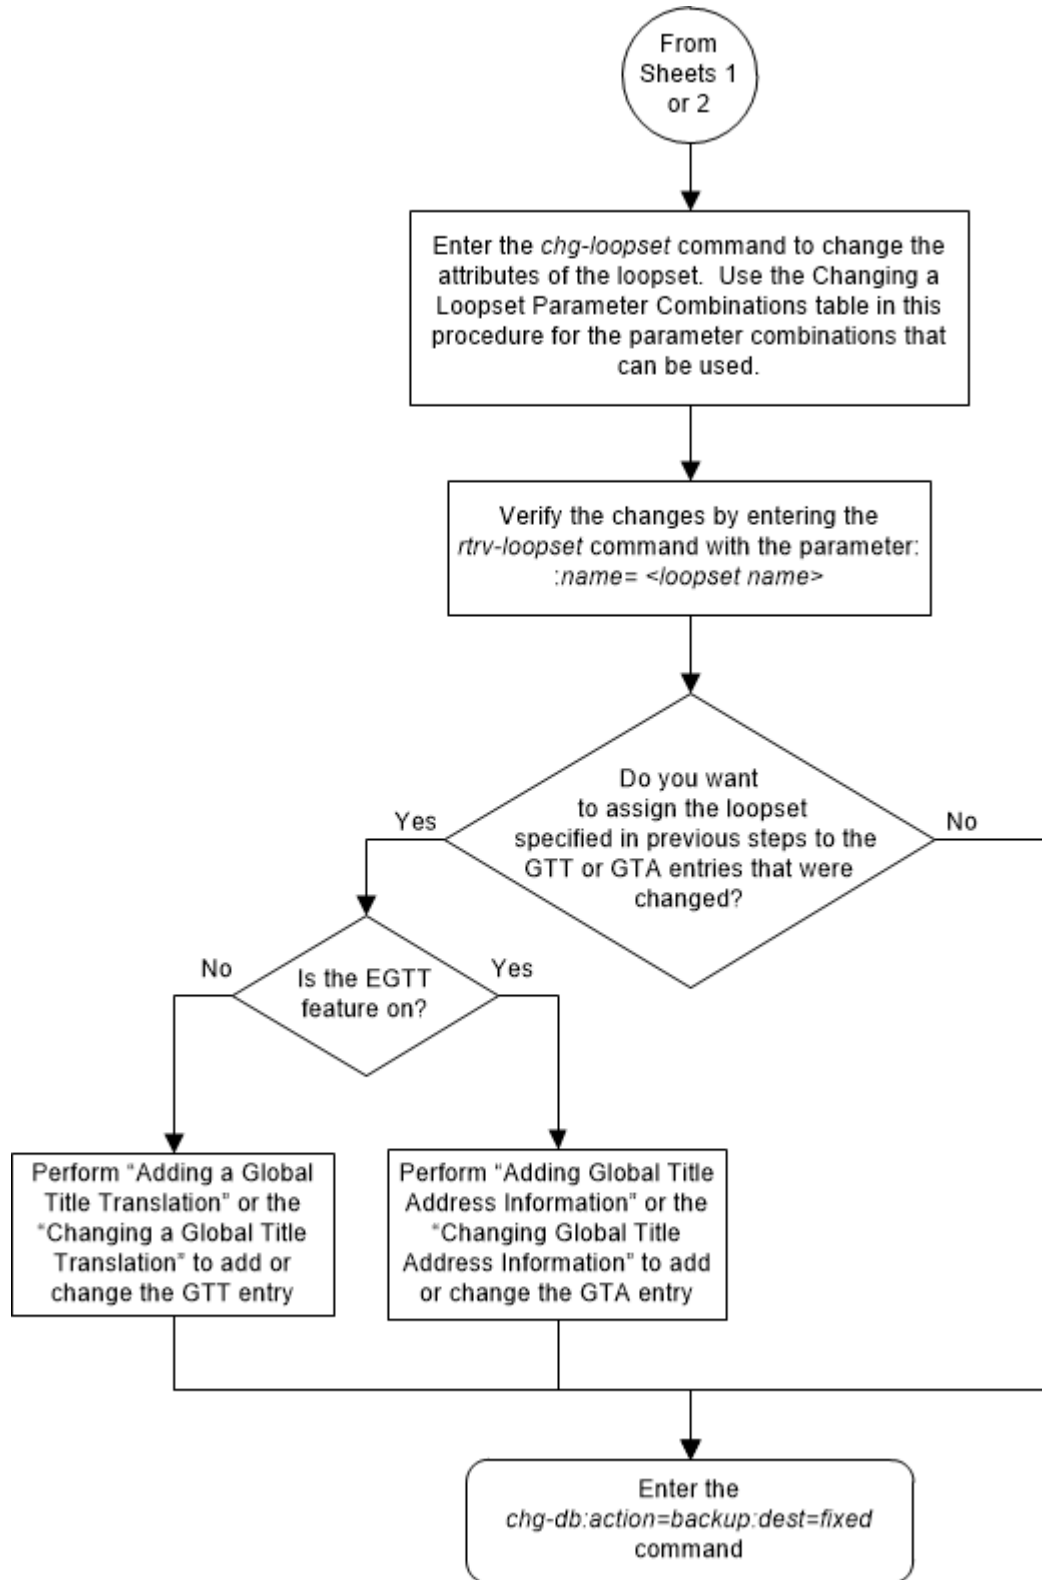 From
Sheets 1
or 2
Enter the chg-loopset command to change the
attributes of the loopset.  Use the Changing a
Loopset Parameter Combinations table in this
procedure for the parameter combinations that
can be used.
Verify the changes by entering the
rtrv-loopset command with the parameter:
:name= <loopset name>
Do you want
to assign the loopset
specified in previous steps to the
GTT or GTA entries that were
changed?
Yes
No
Is the EGTT
feature on?
No
Yes
Perform “Adding a Global
Title Translation” or the
“Changing a Global Title
Translation” to add or
change the GTT entry
Perform “Adding Global Title
Address Information” or the
“Changing Global Title
Address Information” to add
or change the GTA entry
Enter the
chg-db:action=backup:dest=fixed
command